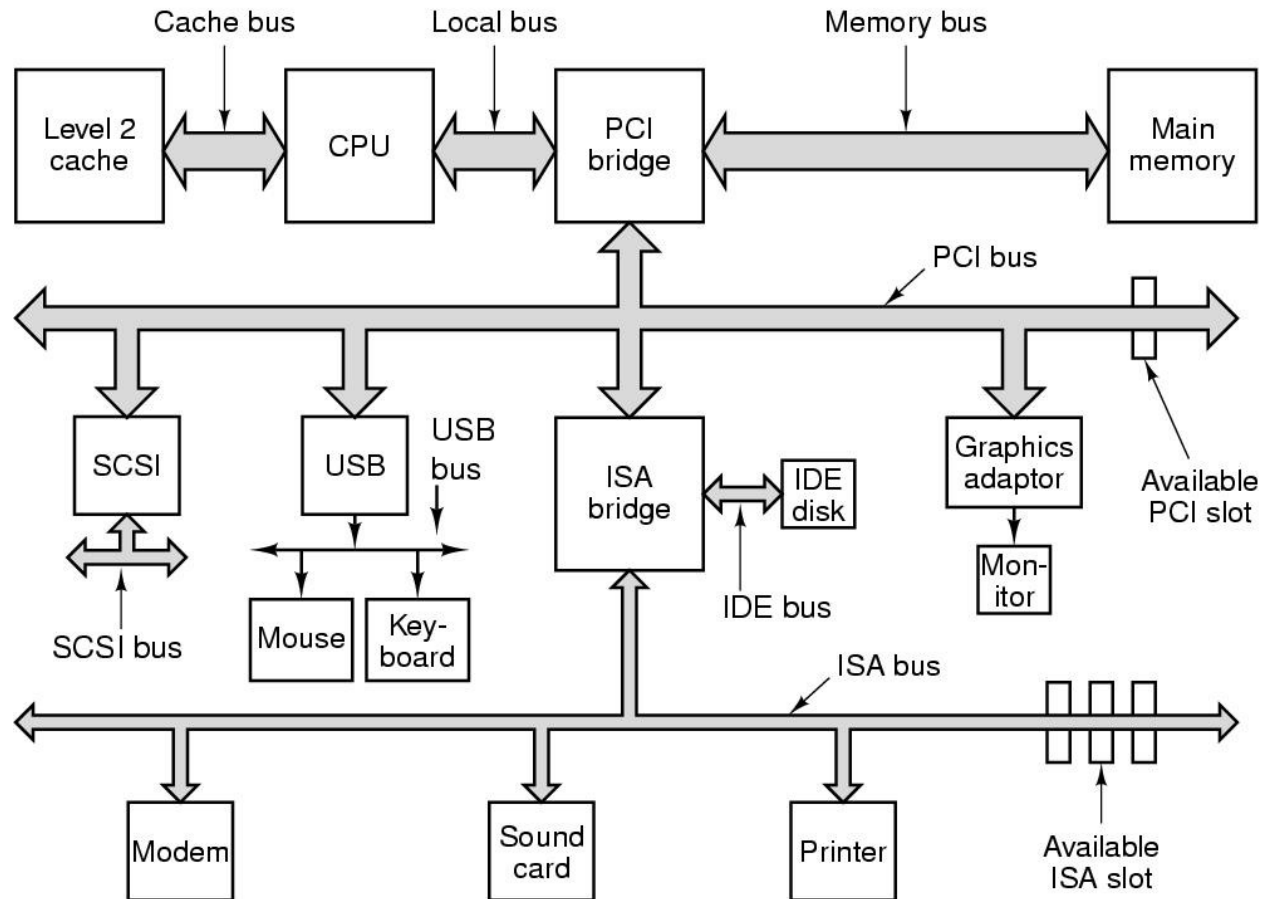 Cache bus
Local bus
Memory bus
Level 2
cache
CPU
PCI
bridge
Main
memory
PCI bus
SCSI
USB
USB
bus
ISA
bridge
IDE
disk
Graphics
adaptor
Available
PCI slot
Mon-
itor
IDE bus
SCSI bus
Mouse
Key-
board
ISA bus
Modem
Sound
card
Printer
Available
ISA slot